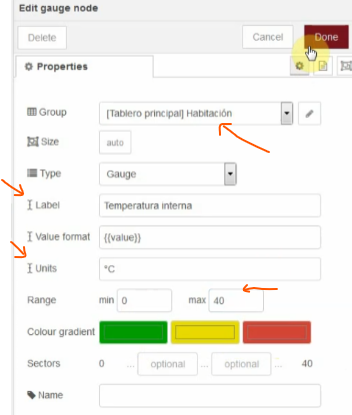 Edit gauge node
Delete Cancel Done
Properties
Group [Tablero principal] Habitación
Size auto
Type Gauge
Label Temperatura interna
Value format {{value}}
Units °C
Range min 0 max 40
Colour gradient
Sectors 0 ... optional ... optional ... 40
Name